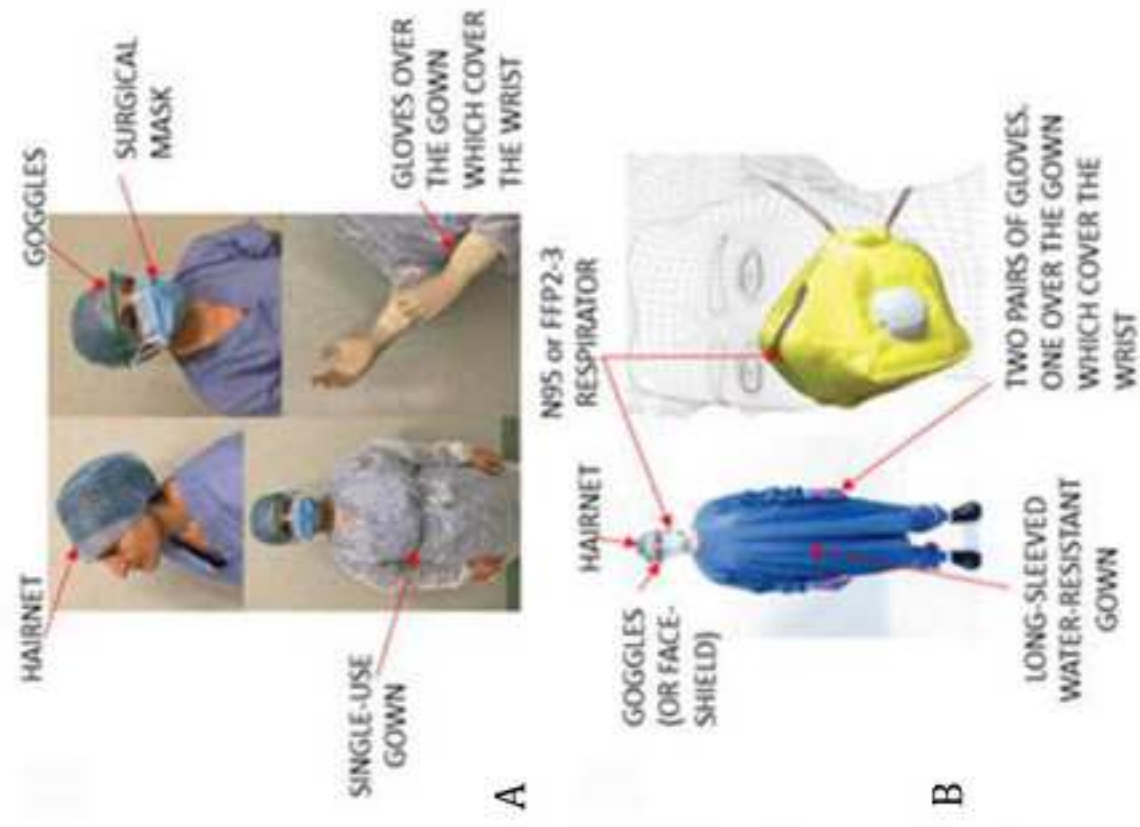 HAIRNET
GOGGLES
SURGICAL
MASK
SINGLE-USE
GOWN
GLOVES OVER
THE GOWN
WHICH COVER
THE WRIST
A
HAIRNET
N95 or FFP2-3
RESPIRATOR
GOGGLES
(OR FACE-
SHIELD)
LONG-SLEEVED
WATER-RESISTANT
GOWN
TWO PAIRS OF GLOVES.
ONE OVER THE GOWN
WHICH COVER THE
WRIST
B